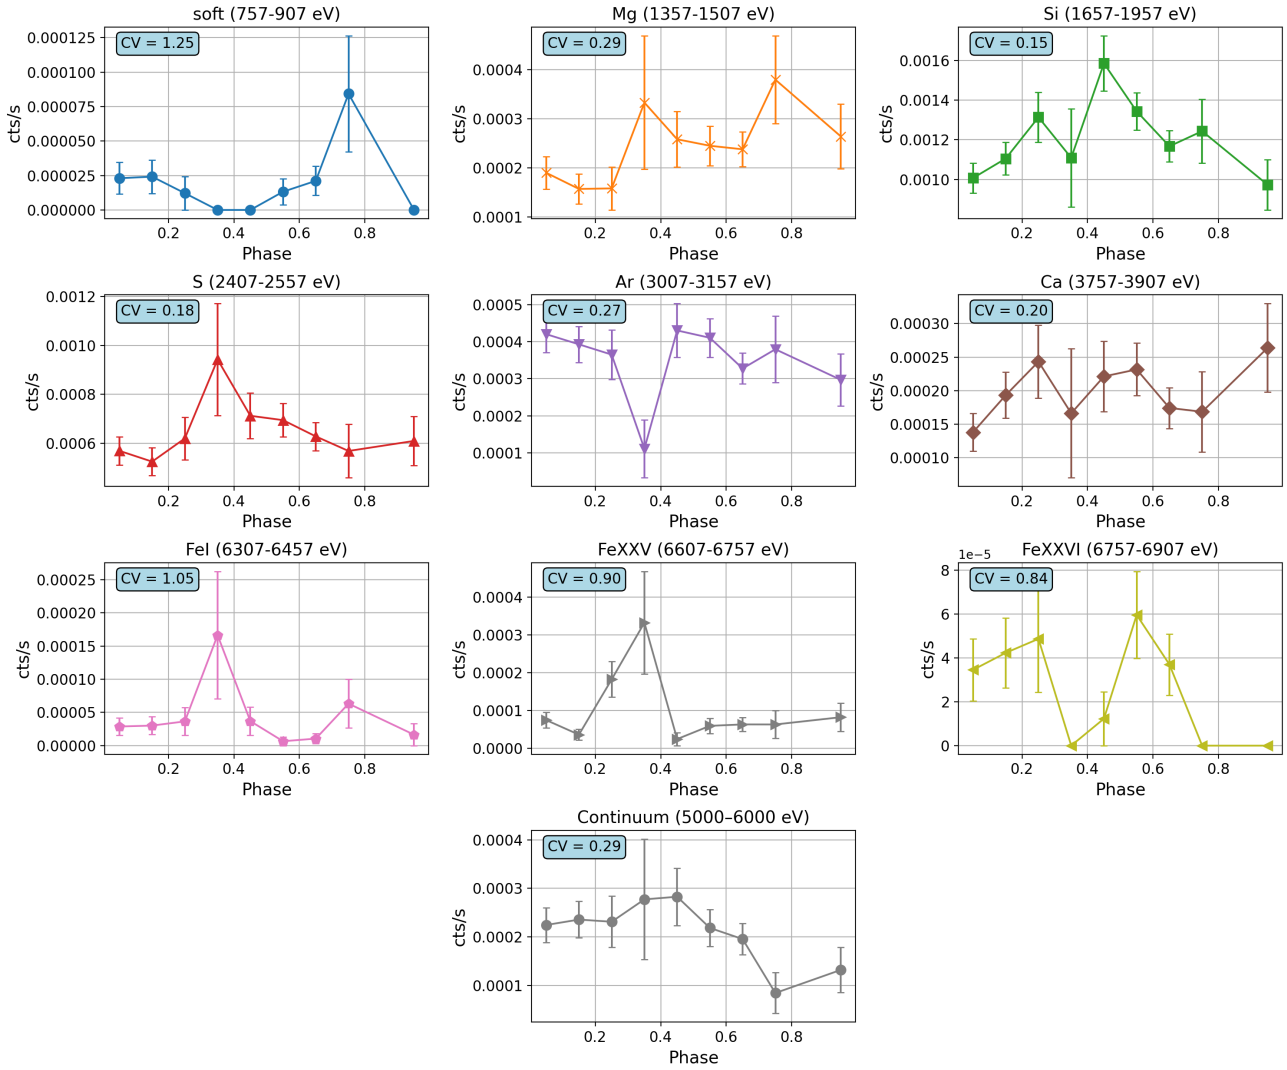 soft (757-907 eV)
CV = 1.25
0.000125
0.000100
0.000075
0.000050
0.000025
0.000000
cts/s
0.2 0.4 0.6 0.8
Phase
Mg (1357-1507 eV)
CV = 0.29
0.0004
0.0003
0.0002
0.0001
cts/s
0.2 0.4 0.6 0.8
Phase
Si (1657-1957 eV)
CV = 0.15
0.0016
0.0014
0.0012
0.0010
cts/s
0.2 0.4 0.6 0.8
Phase
S (2407-2557 eV)
CV = 0.18
0.0012
0.0010
0.0008
0.0006
cts/s
0.2 0.4 0.6 0.8
Phase
Ar (3007-3157 eV)
CV = 0.27
0.0005
0.0004
0.0003
0.0002
0.0001
cts/s
0.2 0.4 0.6 0.8
Phase
Ca (3757-3907 eV)
CV = 0.20
0.00030
0.00025
0.00020
0.00015
0.00010
cts/s
0.2 0.4 0.6 0.8
Phase
FeI (6307-6457 eV)
CV = 1.05
0.00025
0.00020
0.00015
0.00010
0.00005
0.00000
cts/s
0.2 0.4 0.6 0.8
Phase
FeXXV (6607-6757 eV)
CV = 0.90
0.0004
0.0003
0.0002
0.0001
0.0000
cts/s
0.2 0.4 0.6 0.8
Phase
1e−5
FeXXVI (6757-6907 eV)
CV = 0.84
8
6
4
2
0
cts/s
0.2 0.4 0.6 0.8
Phase
Continuum (5000–6000 eV)
CV = 0.29
0.0004
0.0003
0.0002
0.0001
cts/s
0.2 0.4 0.6 0.8
Phase